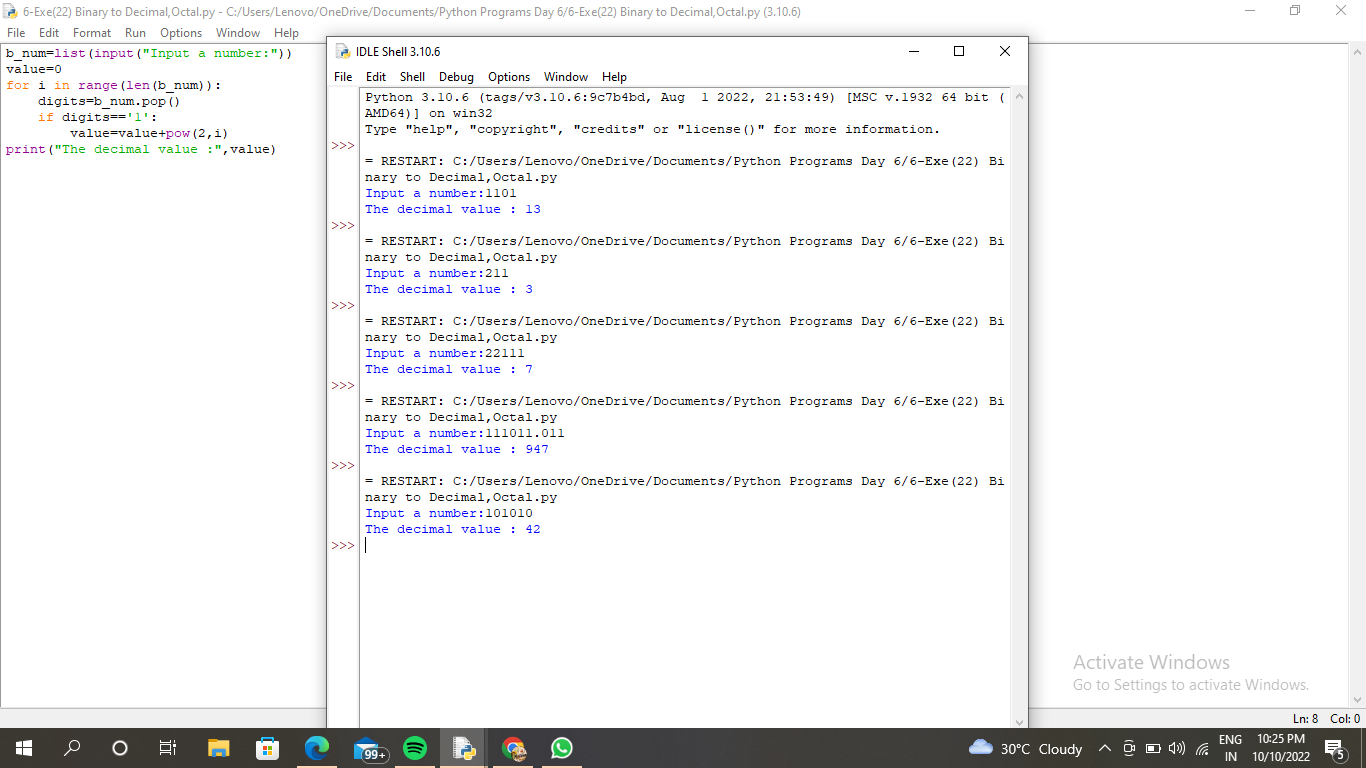 6-Exe(22) Binary to Decimal,Octal.py - C:/Users/Lenovo/OneDrive/Documents/Python Programs Day 6/6-Exe(22) Binary to Decimal,Octal.py (3.10.6)
File Edit Format Run Options Window Help
b_num=list(input("Input a number:"))
value=0
for i in range(len(b_num)):
    digits=b_num.pop()
    if digits=='1':
        value=value+pow(2,i)
print("The decimal value :",value)
IDLE Shell 3.10.6
File Edit Shell Debug Options Window Help
Python 3.10.6 (tags/v3.10.6:9c7b4bd, Aug  1 2022, 21:53:49) [MSC v.1932 64 bit (
AMD64)] on win32
Type "help", "copyright", "credits" or "license()" for more information.
>>>
= RESTART: C:/Users/Lenovo/OneDrive/Documents/Python Programs Day 6/6-Exe(22) Bi
nary to Decimal,Octal.py
Input a number:1101
The decimal value : 13
>>>
= RESTART: C:/Users/Lenovo/OneDrive/Documents/Python Programs Day 6/6-Exe(22) Bi
nary to Decimal,Octal.py
Input a number:211
The decimal value : 3
>>>
= RESTART: C:/Users/Lenovo/OneDrive/Documents/Python Programs Day 6/6-Exe(22) Bi
nary to Decimal,Octal.py
Input a number:22111
The decimal value : 7
>>>
= RESTART: C:/Users/Lenovo/OneDrive/Documents/Python Programs Day 6/6-Exe(22) Bi
nary to Decimal,Octal.py
Input a number:111011.011
The decimal value : 947
>>>
= RESTART: C:/Users/Lenovo/OneDrive/Documents/Python Programs Day 6/6-Exe(22) Bi
nary to Decimal,Octal.py
Input a number:101010
The decimal value : 42
>>>
Activate Windows
Go to Settings to activate Windows.
Ln: 8 Col: 0
99+
30°C Cloudy
ENG
IN
10:25 PM
10/10/2022
5